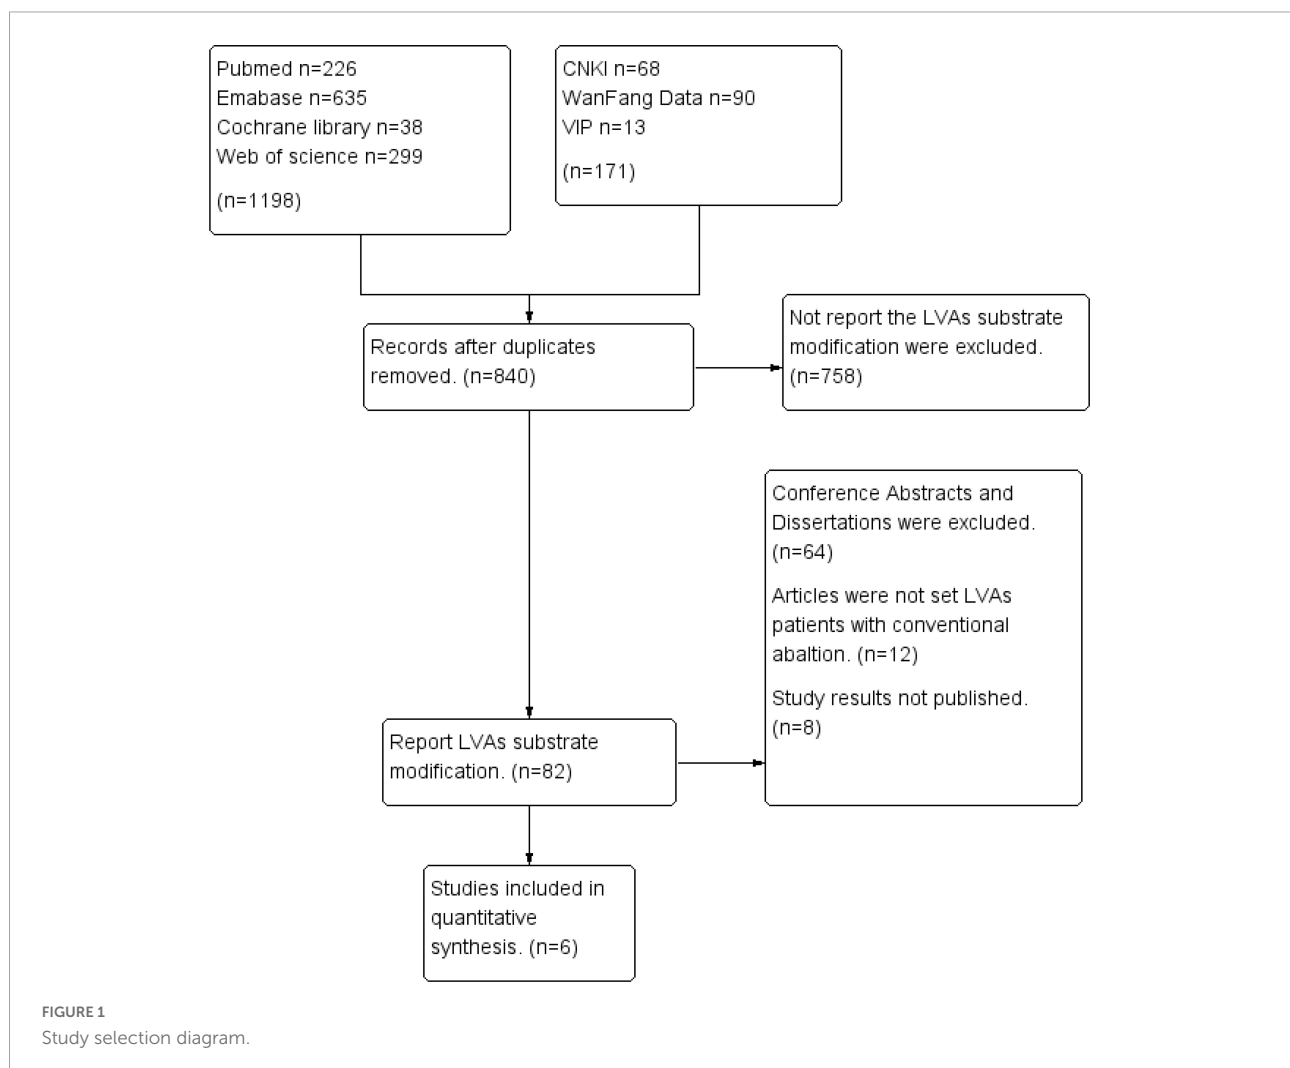 Pubmed n=226
Emabase n=635
Cochrane library n=38
Web of science n=299
(n=1198)
CNKI n=68
WanFang Data n=90
VIP n=13
(n=171)
Records after duplicates
removed. (n=840)
Not report the LVAs substrate
modification were excluded.
(n=758)
Conference Abstracts and
Dissertations were excluded.
(n=64)
Articles were not set LVAs
patients with conventional
abaltion. (n=12)
Study results not published.
(n=8)
Report LVAs substrate
modification. (n=82)
Studies included in
quantitative
synthesis. (n=6)
FIGURE 1
Study selection diagram.